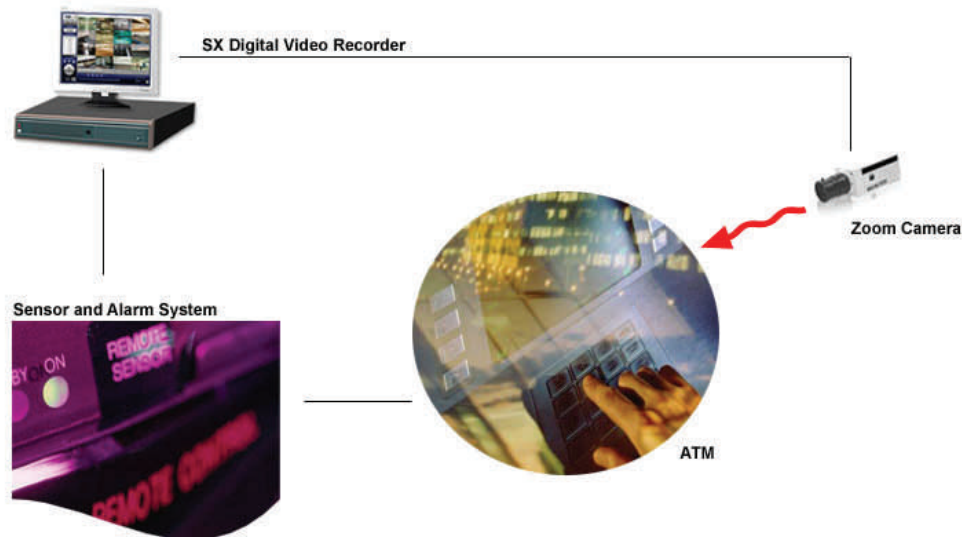 SX Digital Video Recorder
Zoom Camera
Sensor and Alarm System
REMOTE
SENSOR
ON
REMOTE CONTROL
ATM